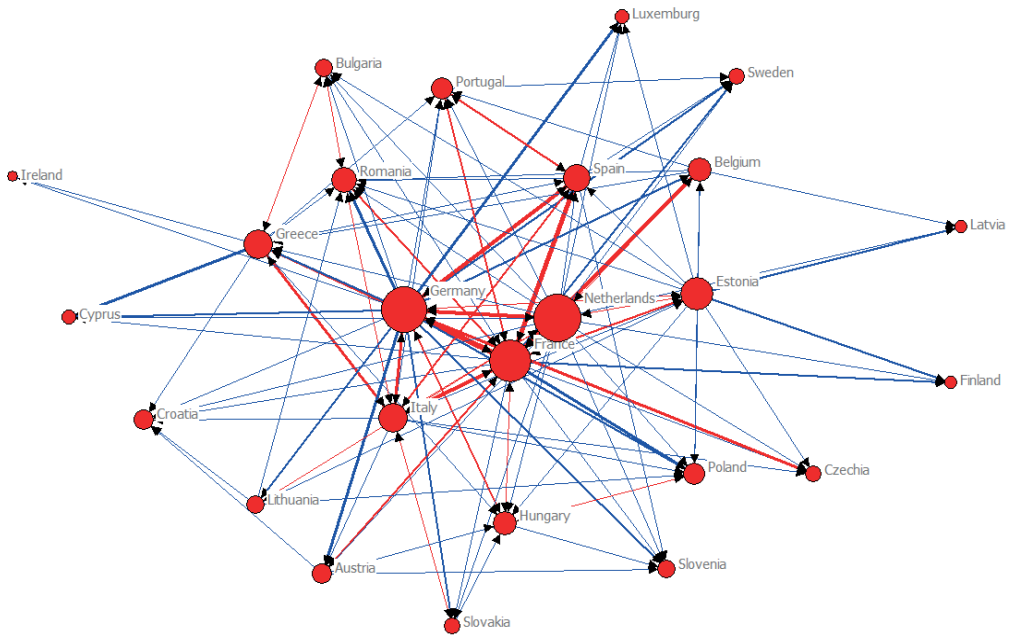 Luxemburg
Bulgaria
Sweden
Portugal
Belgium
Spain
Romania
Ireland
Latvia
Greece
Estonia
Germany
Netherlands
Cyprus
France
Finland
Italy
Croatia
Poland
Czechia
Lithuania
Hungary
Slovenia
Austria
Slovakia